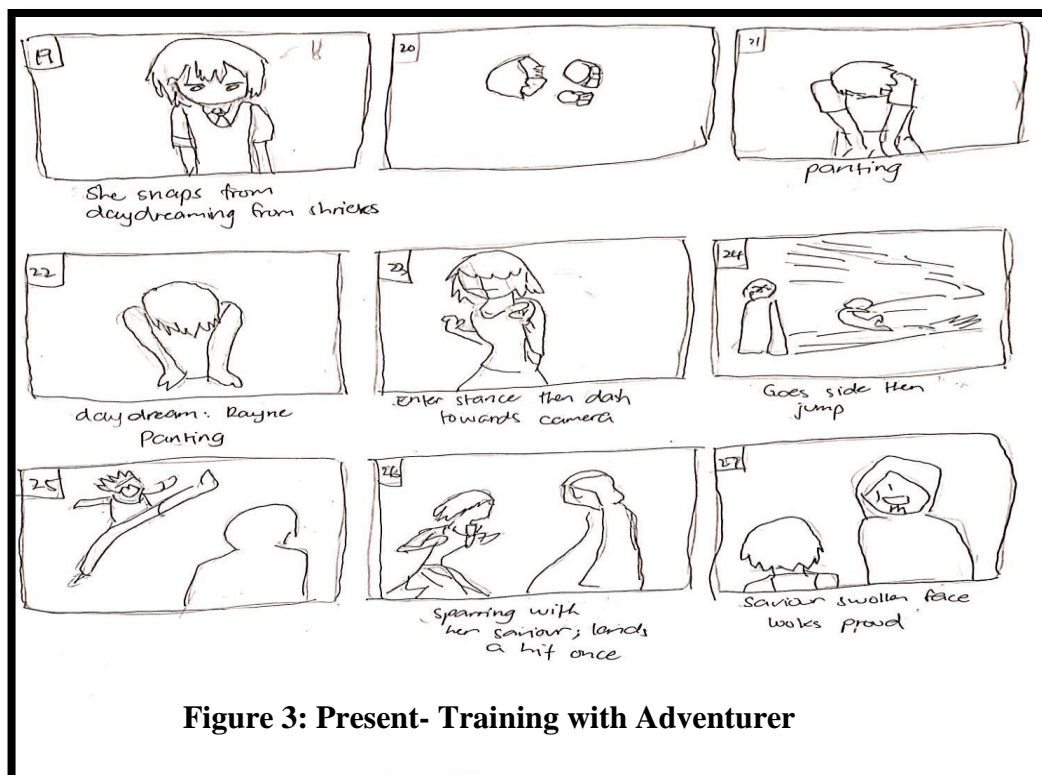 19
20
21
She snaps from
daydreaming from shrieks
panting
22
23
24
daydream: Rayne
Panting
Enter stance then dash
towards camera
Goes side then
jump
25
26
27
sparring with
her saviour; lands
a hit once
saviour swollen face
looks proud
Figure 3: Present- Training with Adventurer